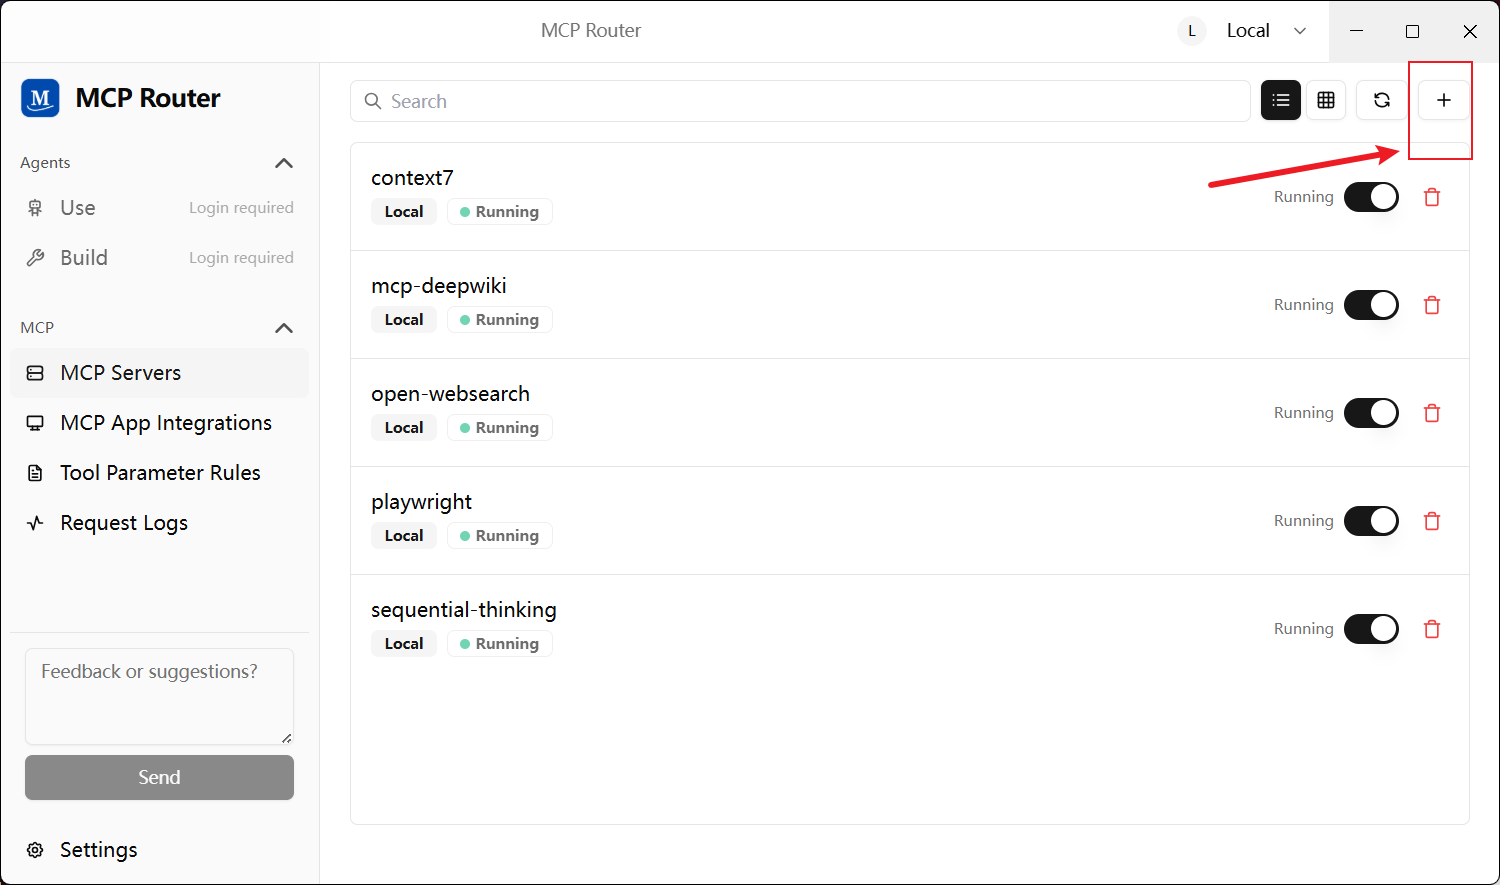 MCP Router
L
Local
MCP Router
Agents
Use
Login required
Build
Login required
MCP
MCP Servers
MCP App Integrations
Tool Parameter Rules
Request Logs
Feedback or suggestions?
Send
Settings
Search
context7
Local
Running
Running
mcp-deepwiki
Local
Running
Running
open-websearch
Local
Running
Running
playwright
Local
Running
Running
sequential-thinking
Local
Running
Running